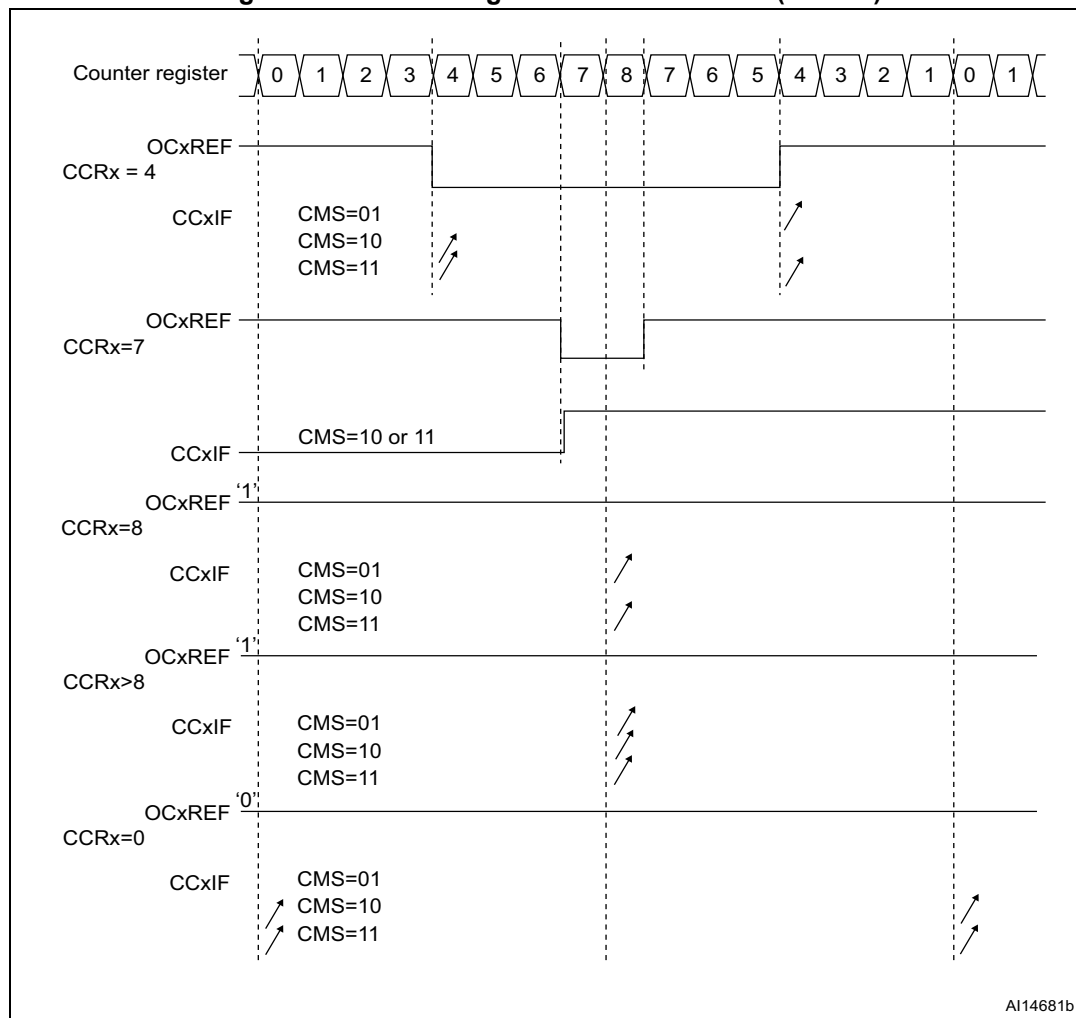 Counter register 0 1 2 3 4 5 6 7 8 7 6 5 4 3 2 1 0 1
OCxREF
CCRx = 4
CCxIF CMS=01
CMS=10
CMS=11
OCxREF
CCRx=7
CMS=10 or 11
CCxIF
OCxREF '1'
CCRx=8
CCxIF CMS=01
CMS=10
CMS=11
OCxREF '1'
CCRx>8
CCxIF CMS=01
CMS=10
CMS=11
OCxREF '0'
CCRx=0
CCxIF CMS=01
CMS=10
CMS=11
AI14681b